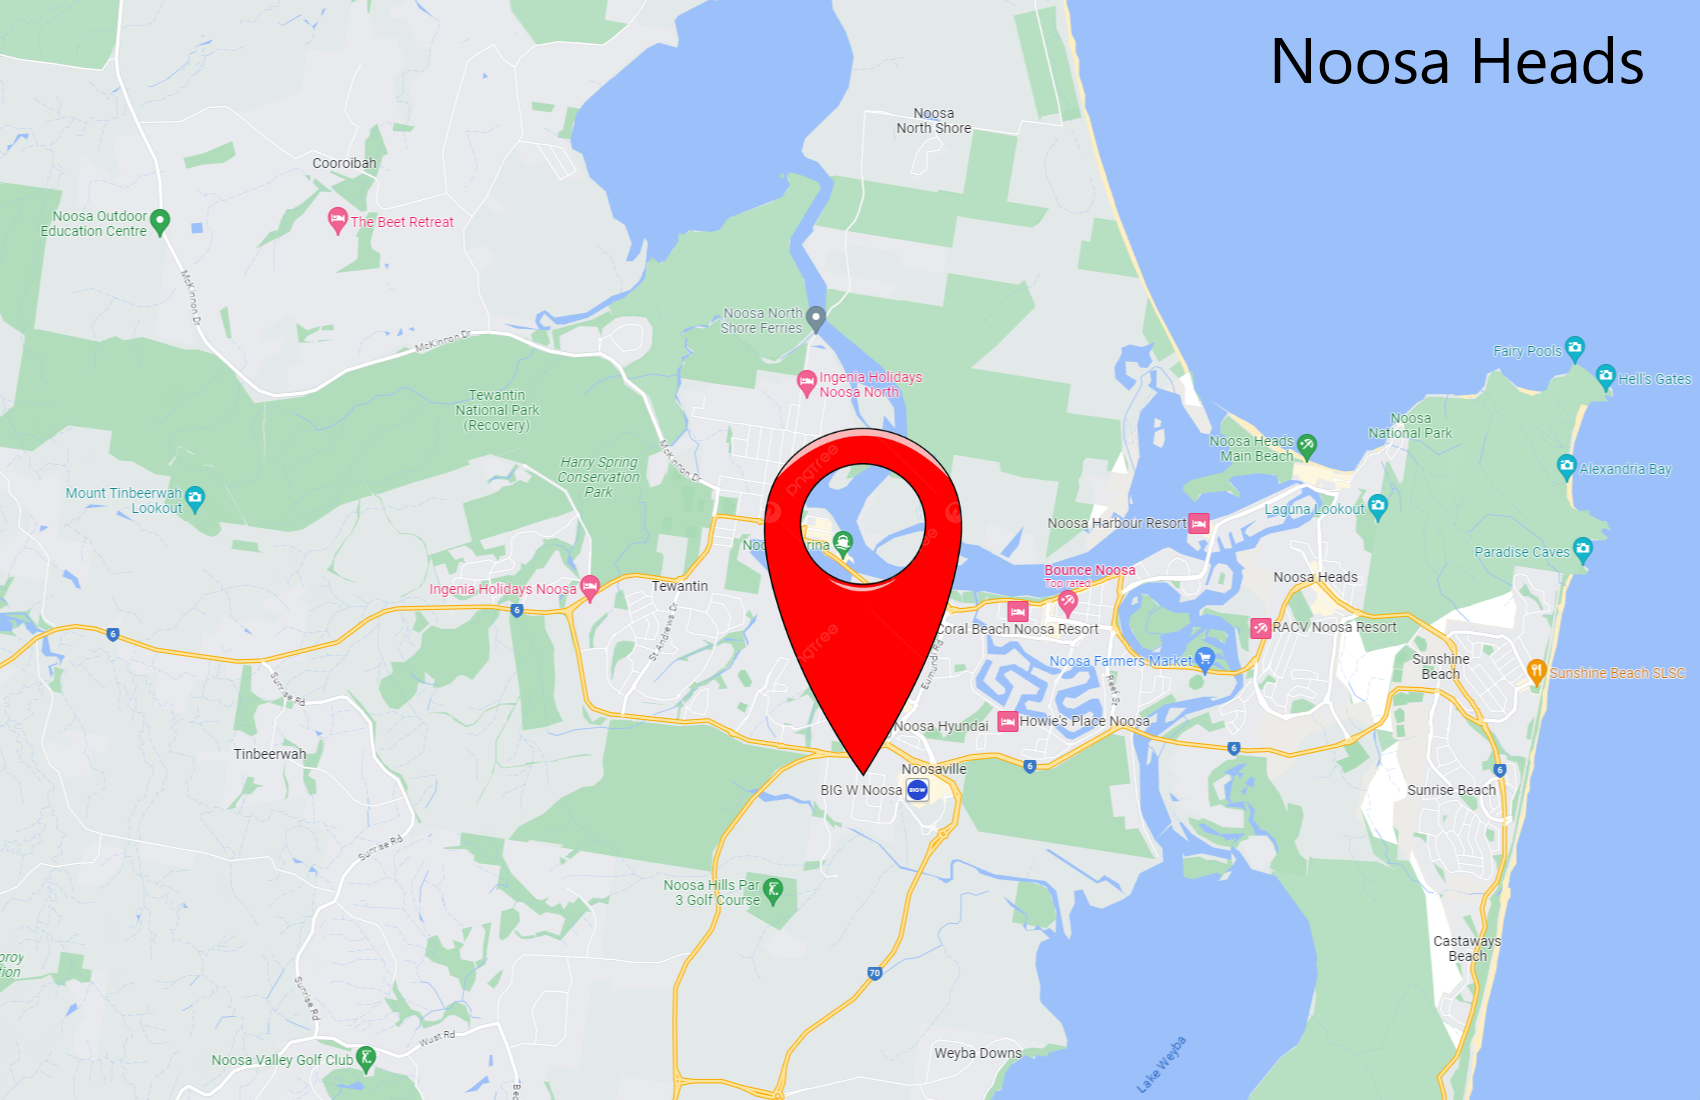 Noosa Heads
Noosa
North Shore
Cooroibah
Noosa Outdoor
Education Centre
The Beet Retreat
McKinnon Dr
Noosa North
Shore Ferries
McKinnon Dr
Fairy Pools
Hell's Gates
Ingenia Holidays
Noosa North
Tewantin
National Park
(Recovery)
Noosa
National Park
Noosa Heads
Main Beach
McKinnon Dr
Harry Spring
Conservation
Park
Alexandria Bay
Mount Tinbeerwah
Lookout
pngtree
Laguna Lookout
Noosa Harbour Resort
Paradise Caves
Bounce Noosa
Top rated
Noosa Heads
Tewantin
Ingenia Holidays Noosa
6
6
St Andrews Dr
Coral Beach Noosa Resort
RACV Noosa Resort
Eumundi Rd
Noosa Farmers Market
Sunshine
Beach
Sunshine Beach SLSC
Sunrise Rd
Reef St
Noosa Hyundai
Howie's Place Noosa
Tinbeerwah
6
6
6
Noosaville
BIG W Noosa
BIG W
Sunrise Beach
Sunrise Rd
Noosa Hills Par
3 Golf Course
Castaways
Beach
70
Sunrise Rd
Wust Rd
Weyba Downs
Noosa Valley Golf Club
Lake Weyba